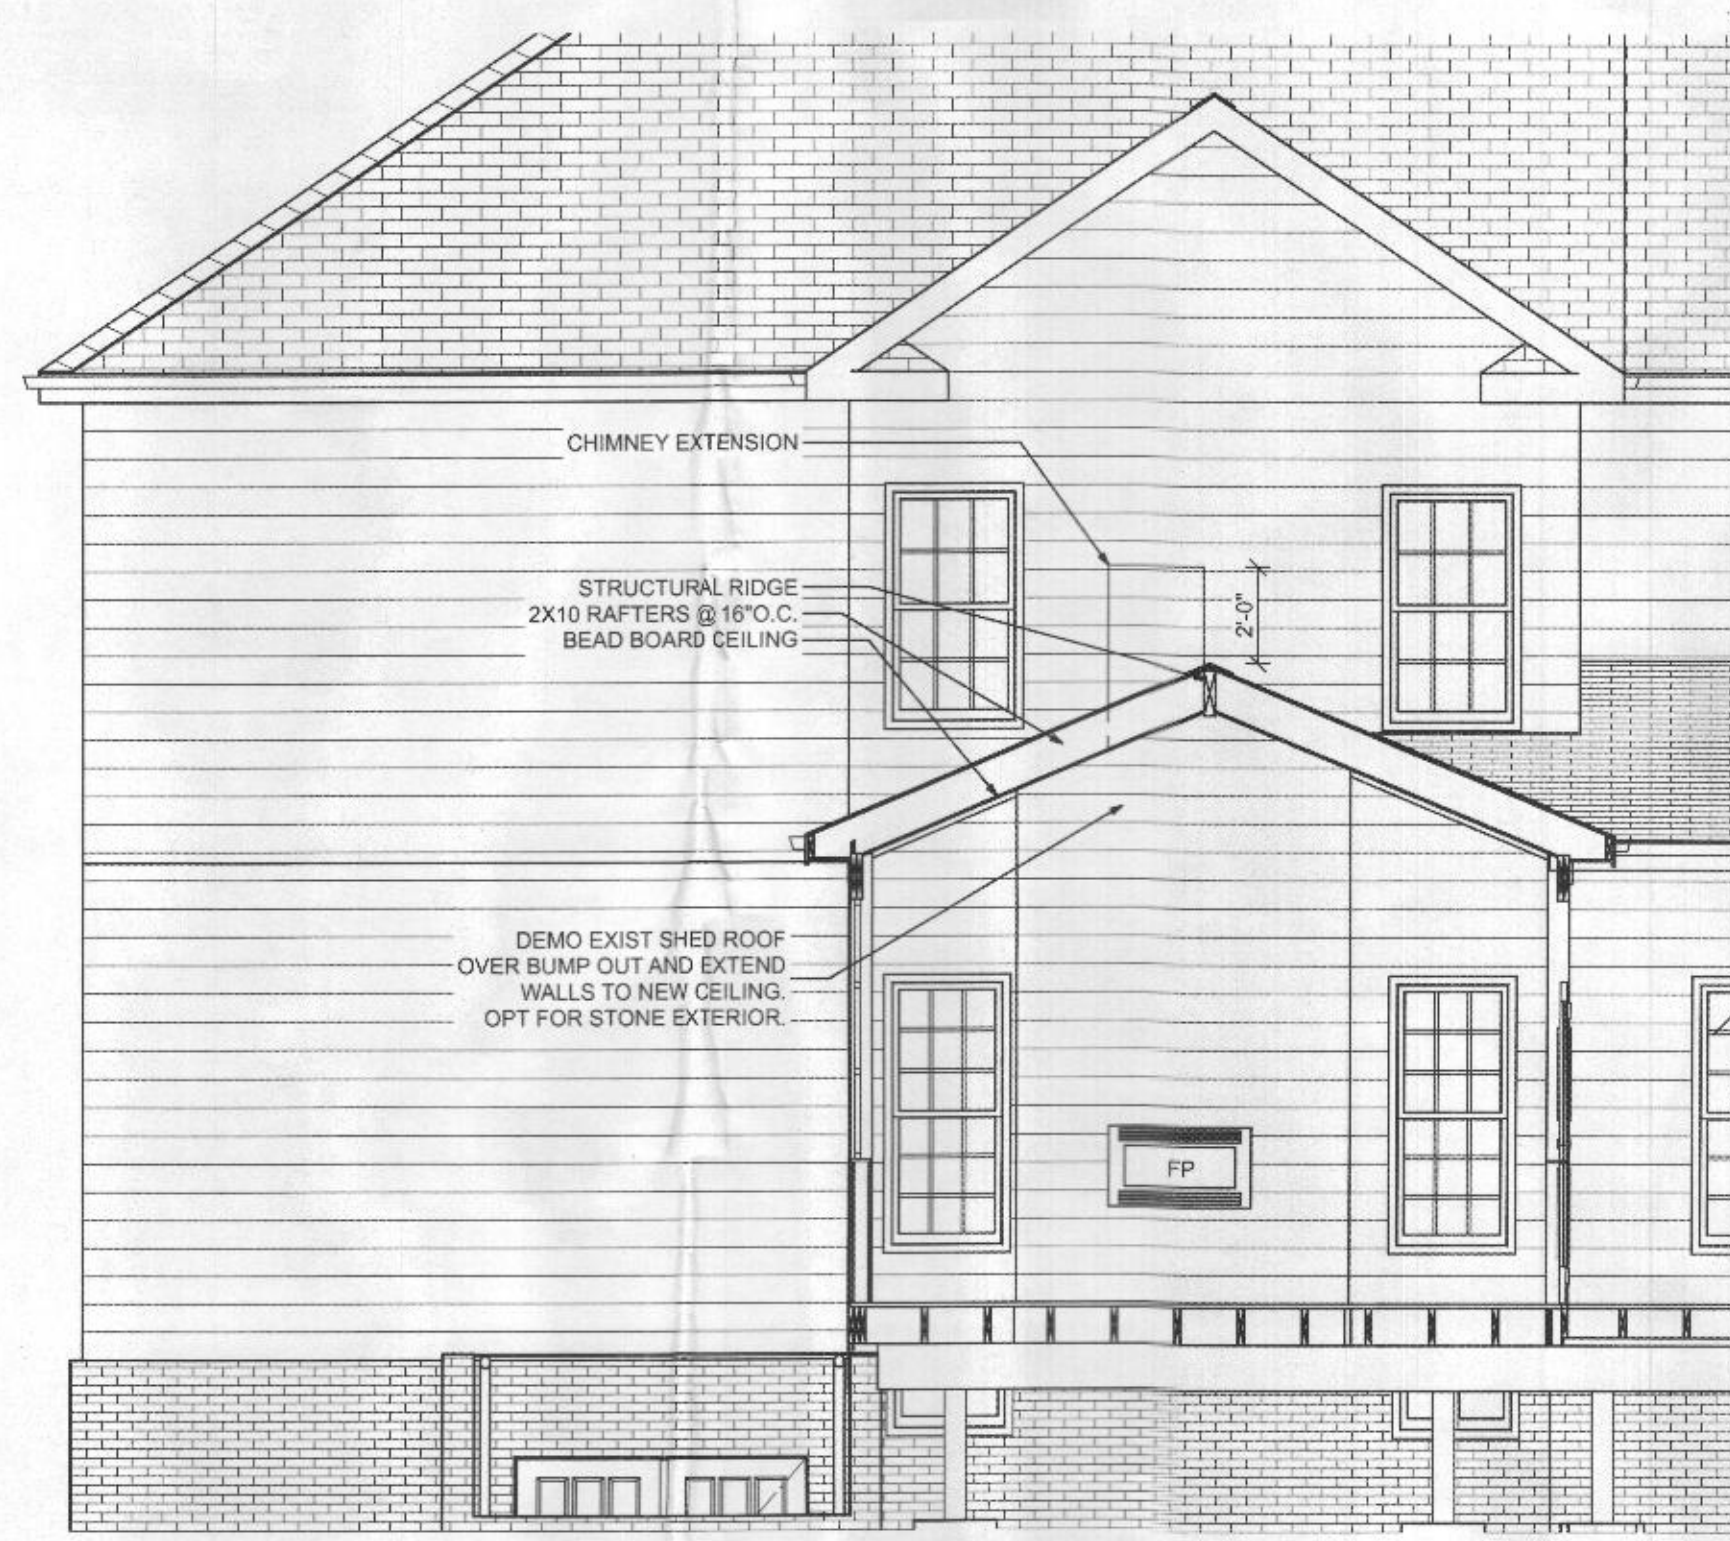 CHIMNEY EXTENSION
STRUCTURAL RIDGE
2X10 RAFTERS @ 16"O.C.
BEAD BOARD CEILING
2'-0"
DEMO EXIST SHED ROOF
OVER BUMP OUT AND EXTEND
WALLS TO NEW CEILING.
OPT FOR STONE EXTERIOR.
FP